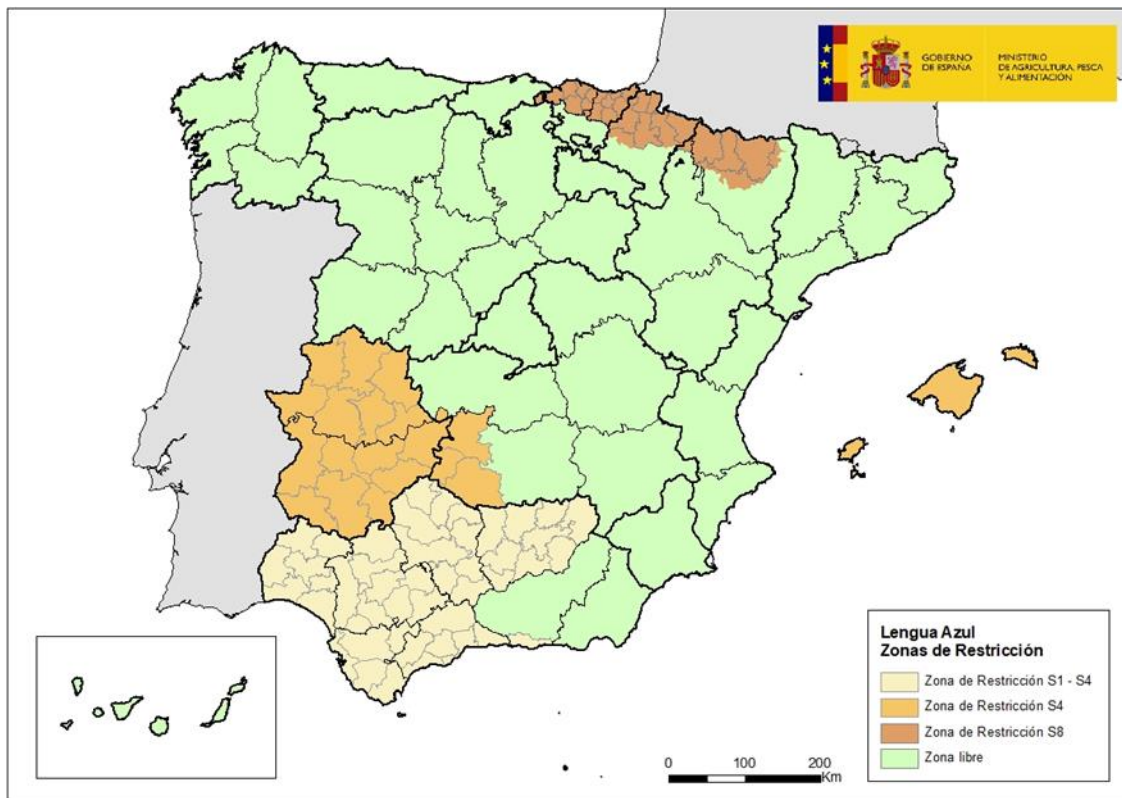 GOBIERNO
DE ESPAÑA
MINISTERIO
DE AGRICULTURA, PESCA
Y ALIMENTACIÓN
Lengua Azul
Zonas de Restricción
Zona de Restricción S1 - S4
Zona de Restricción S4
Zona de Restricción S8
Zona libre
0 100 200
Km